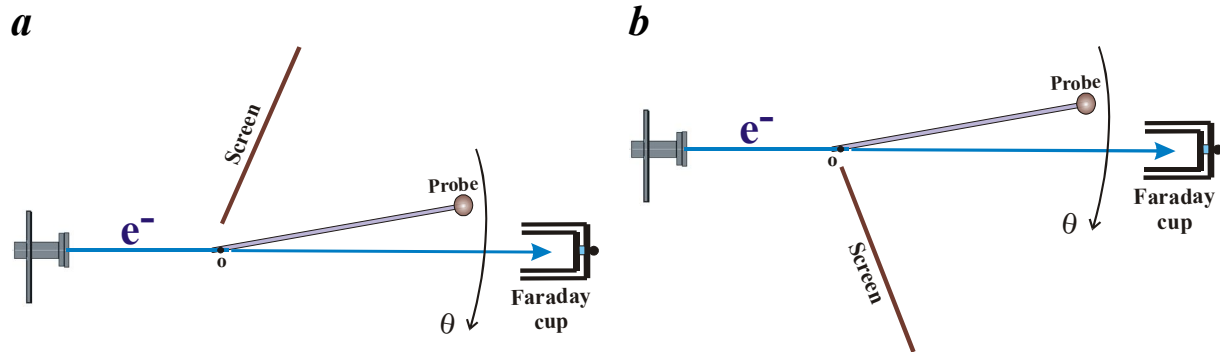 a
Screen
Probe
e⁻
o
Faraday
cup
θ
b
Probe
e⁻
o
Screen
Faraday
cup
θ